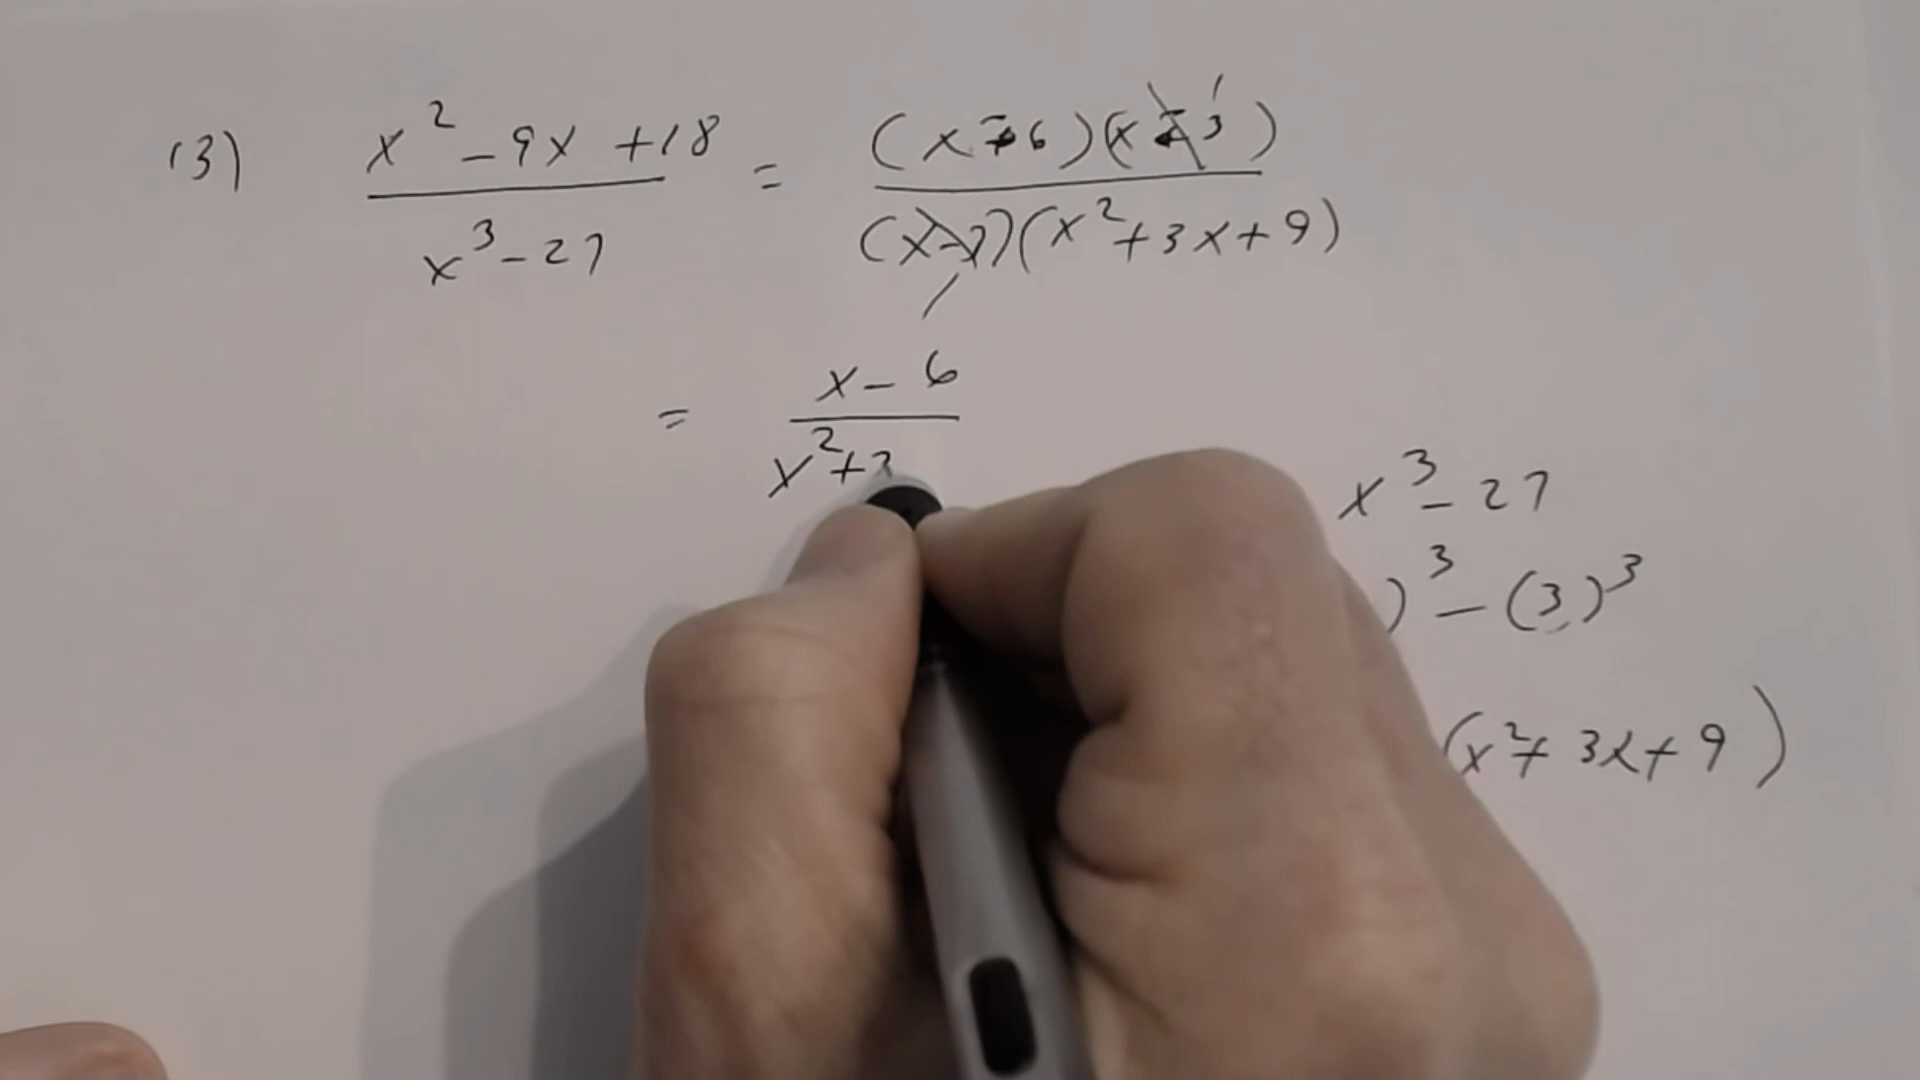 13) x² - 9x + 18 / x³ - 27 = (x - 6)(x - 3) / (x - 3)(x² + 3x + 9)
= x - 6 / x² + 3
x³ - 27
)³ - (3)³
(x² + 3x + 9)